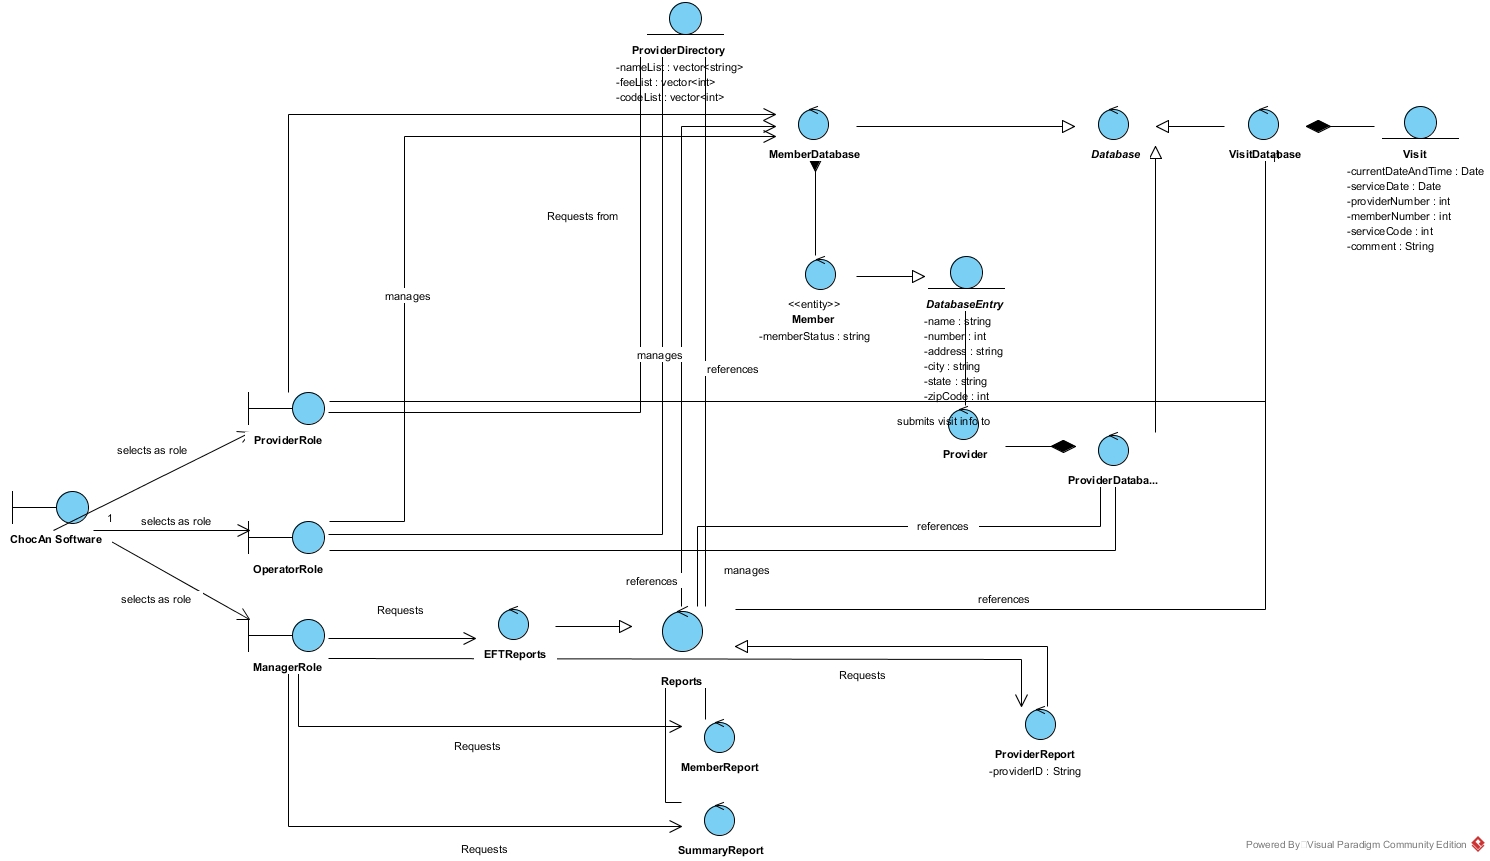 ProviderDirectory
-nameList : vector<string>
-feeList : vector<int>
-codeList : vector<int>
MemberDatabase
Database
VisitDatabase
Visit
-currentDateAndTime : Date
-serviceDate : Date
-providerNumber : int
-memberNumber : int
-serviceCode : int
-comment : String
Requests from
manages
<<entity>>
Member
-memberStatus : string
DatabaseEntry
-name : string
-number : int
-address : string
-city : string
-state : string
-zipCode : int
manages
references
submits visit info to
Provider
ProviderDataba...
ProviderRole
selects as role
1
selects as role
ChocAn Software
OperatorRole
selects as role
references
manages
references
references
Requests
EFTReports
ManagerRole
Reports
Requests
Requests
MemberReport
ProviderReport
-providerID : String
Requests
SummaryReport
Powered By Visual Paradigm Community Edition